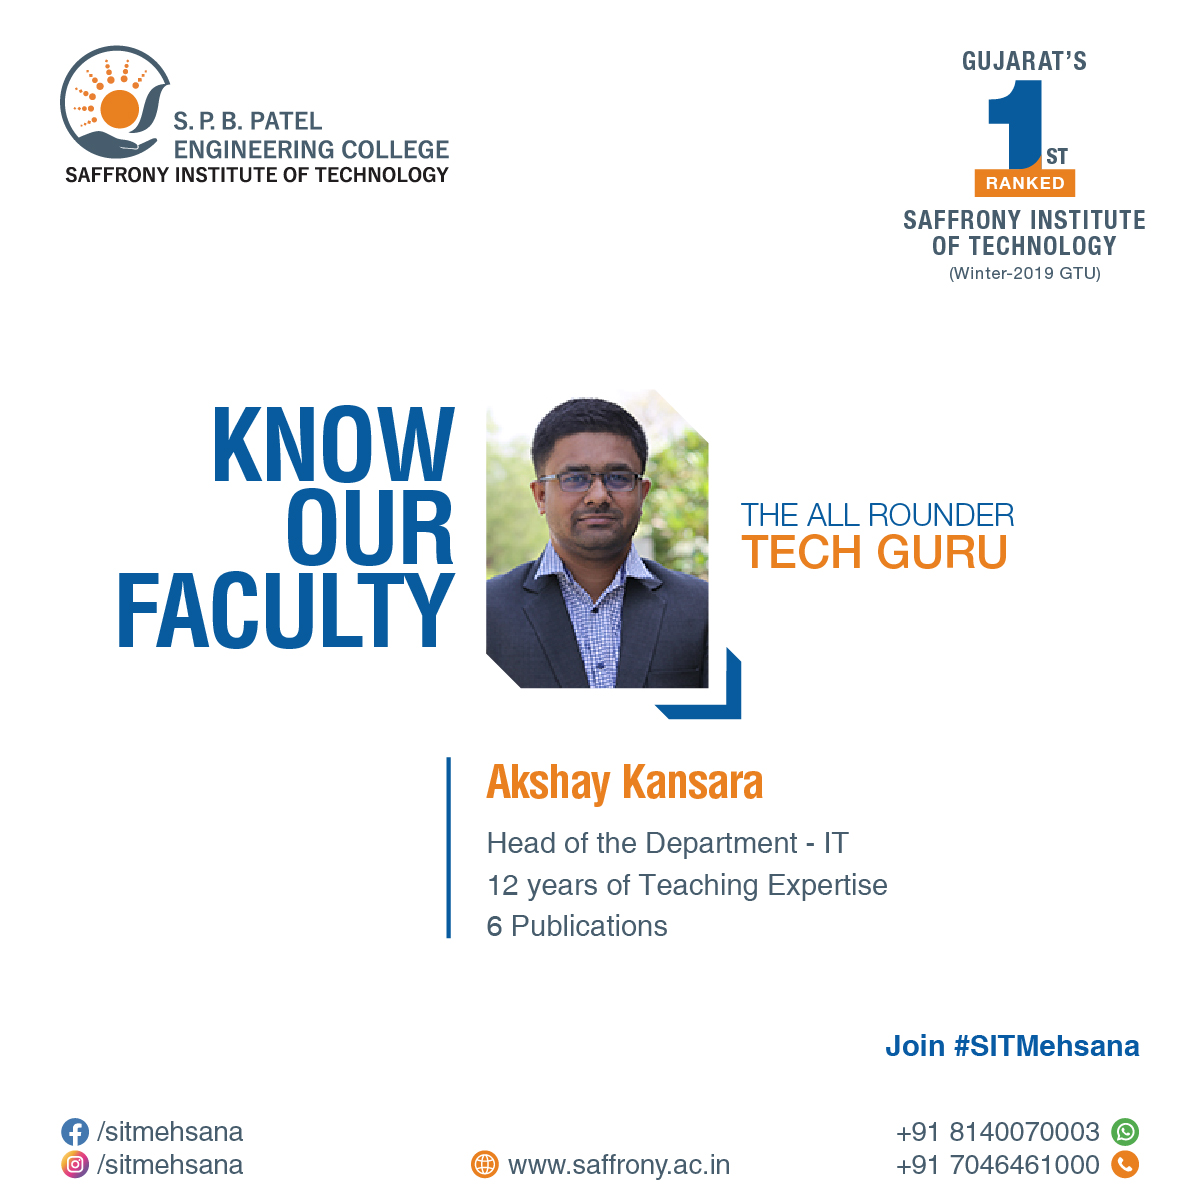 S. P. B. PATEL
ENGINEERING COLLEGE
SAFFRONY INSTITUTE OF TECHNOLOGY
GUJARAT'S
1ST
RANKED
SAFFRONY INSTITUTE
OF TECHNOLOGY
(Winter-2019 GTU)
KNOW
OUR
FACULTY
THE ALL ROUNDER
TECH GURU
Akshay Kansara
Head of the Department - IT
12 years of Teaching Expertise
6 Publications
Join #SITMehsana
/sitmehsana
/sitmehsana
www.saffrony.ac.in
+91 8140070003
+91 7046461000